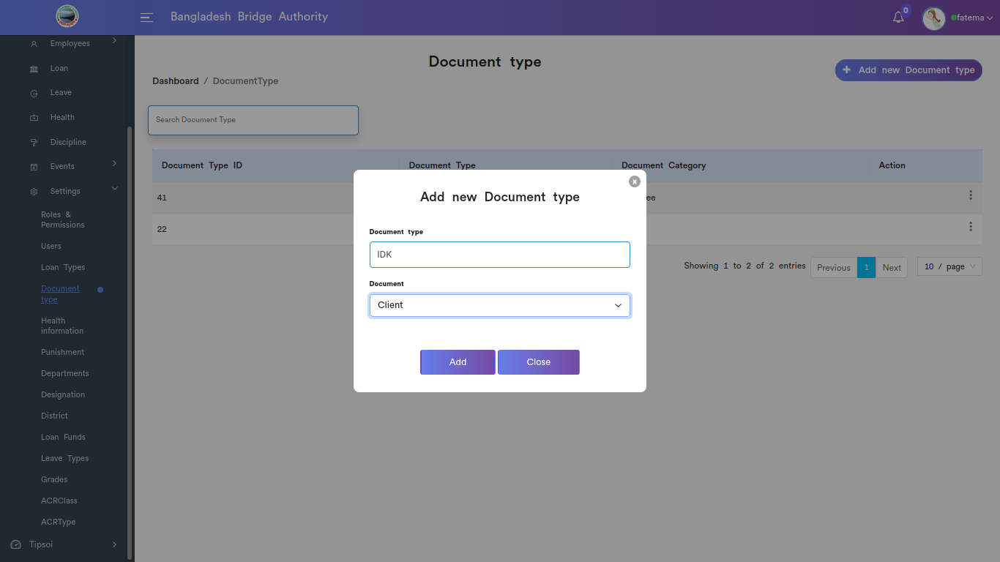 Bangladesh Bridge Authority
0
fatema
Employees
Loan
Leave
Health
Discipline
Events
Settings
Roles &
Permissions
Users
Loan Types
Document
type
Health
information
Punishment
Departments
Designation
District
Loan Funds
Leave Types
Grades
ACRClass
ACRType
Tipsoi
Document type
Dashboard / DocumentType
+ Add new Document type
Search Document Type
Document Type ID Document Type Document Category Action
41 ee
22
Showing 1 to 2 of 2 entries Previous 1 Next 10 / page
Add new Document type
Document type
IDK
Document
Client
Add Close